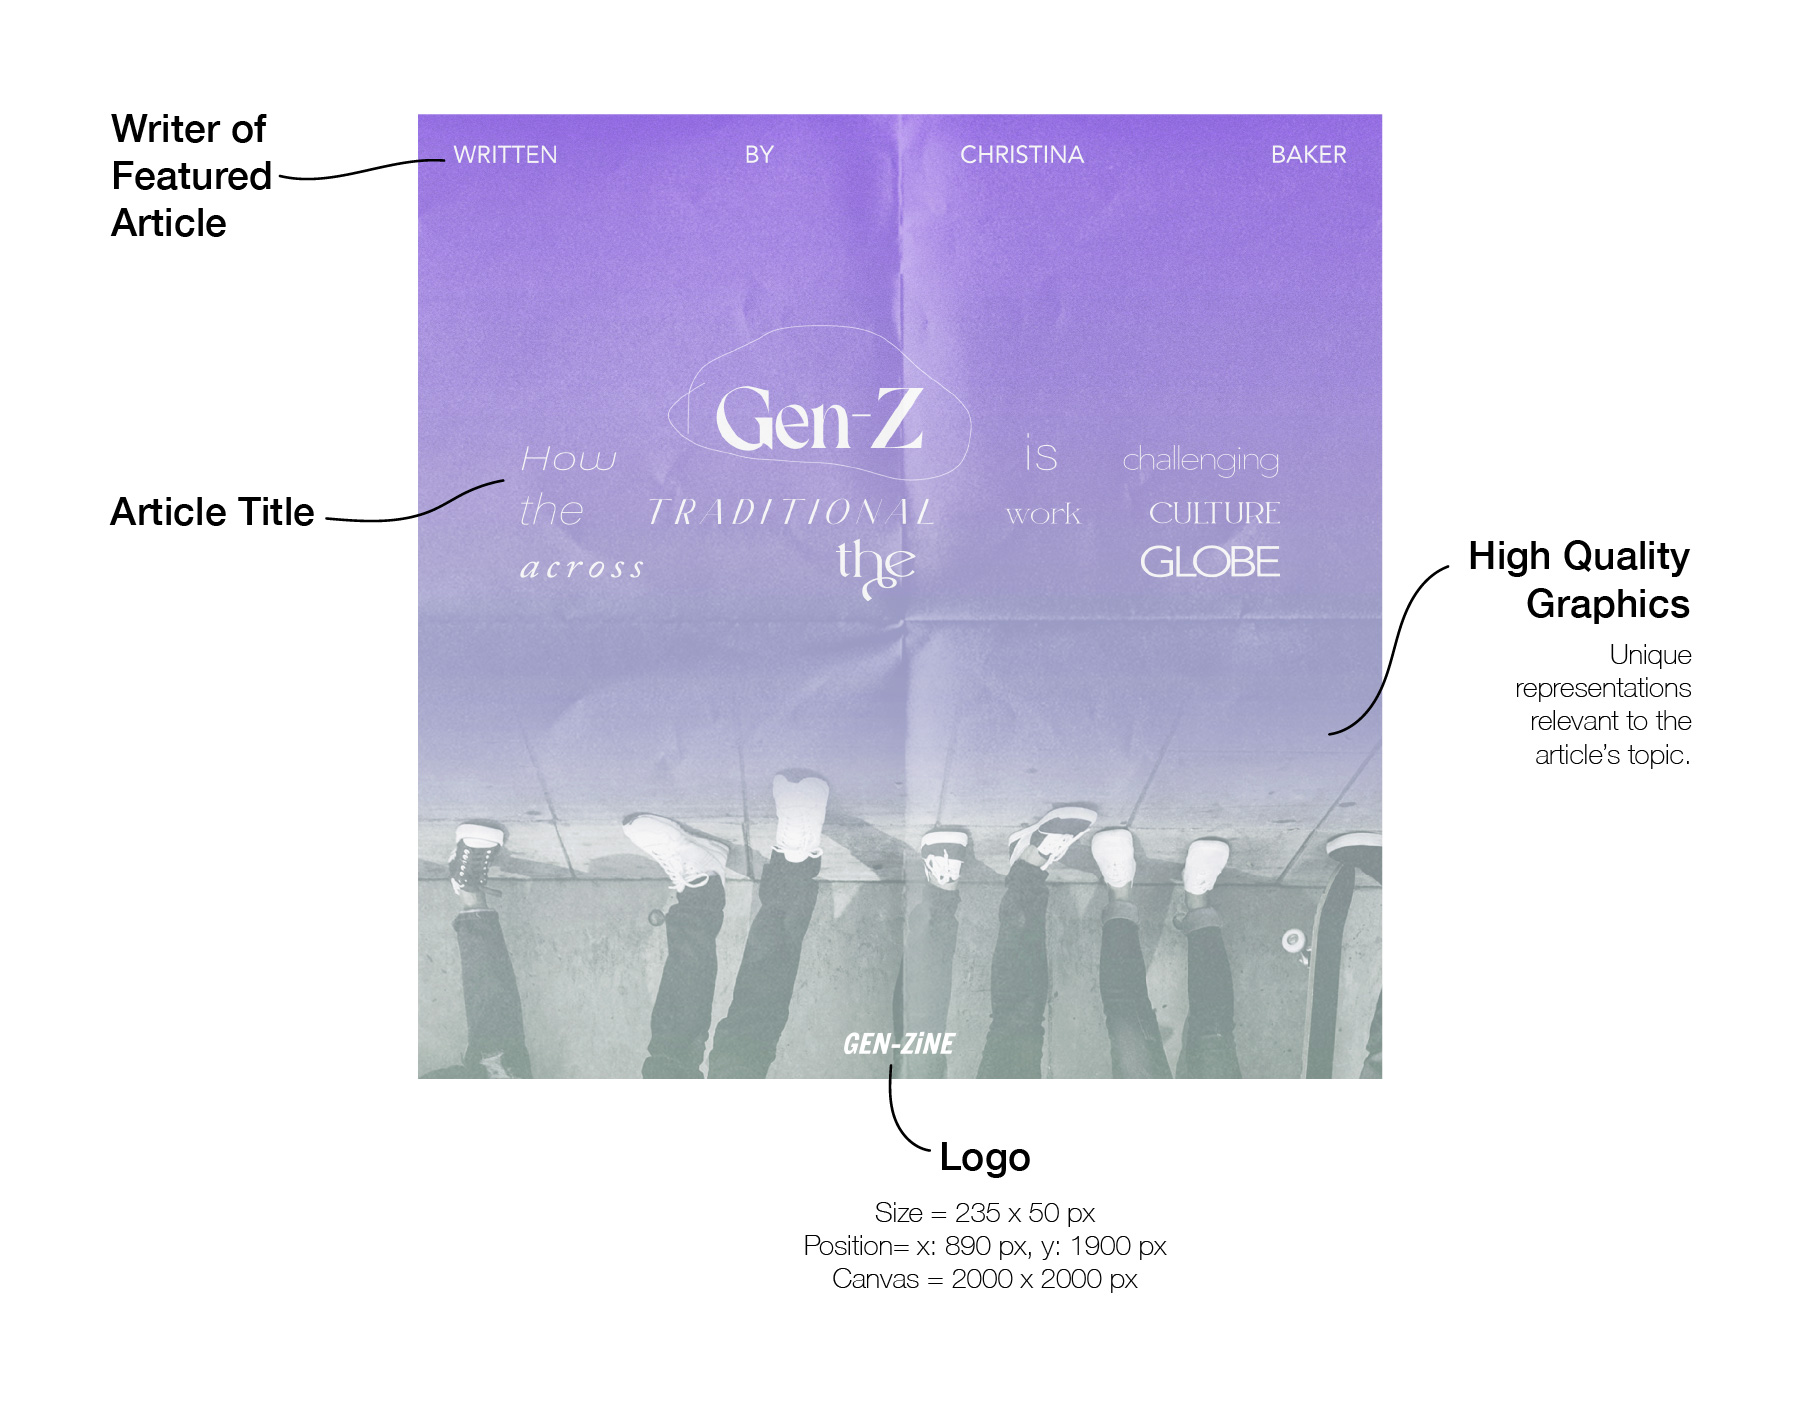 Writer of
Featured
Article
WRITTEN BY CHRISTINA BAKER
How Gen-Z is challenging
the TRADITIONAL work CULTURE
across the GLOBE
Article Title
High Quality
Graphics
Unique
representations
relevant to the
article's topic.
GEN-ZiNE
Logo
Size = 235 x 50 px
Position= x: 890 px, y: 1900 px
Canvas = 2000 x 2000 px